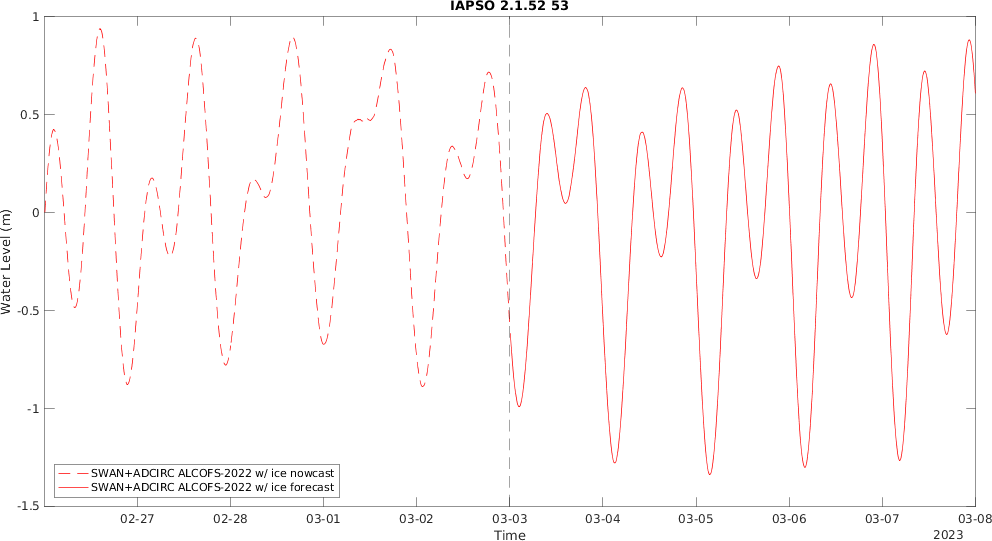 IAPSO 2.1.52 53
1
0.5
0
-0.5
-1
-1.5
Water Level (m)
SWAN+ADCIRC ALCOFS-2022 w/ ice nowcast
SWAN+ADCIRC ALCOFS-2022 w/ ice forecast
02-27 02-28 03-01 03-02 03-03 03-04 03-05 03-06 03-07 03-08
Time
2023